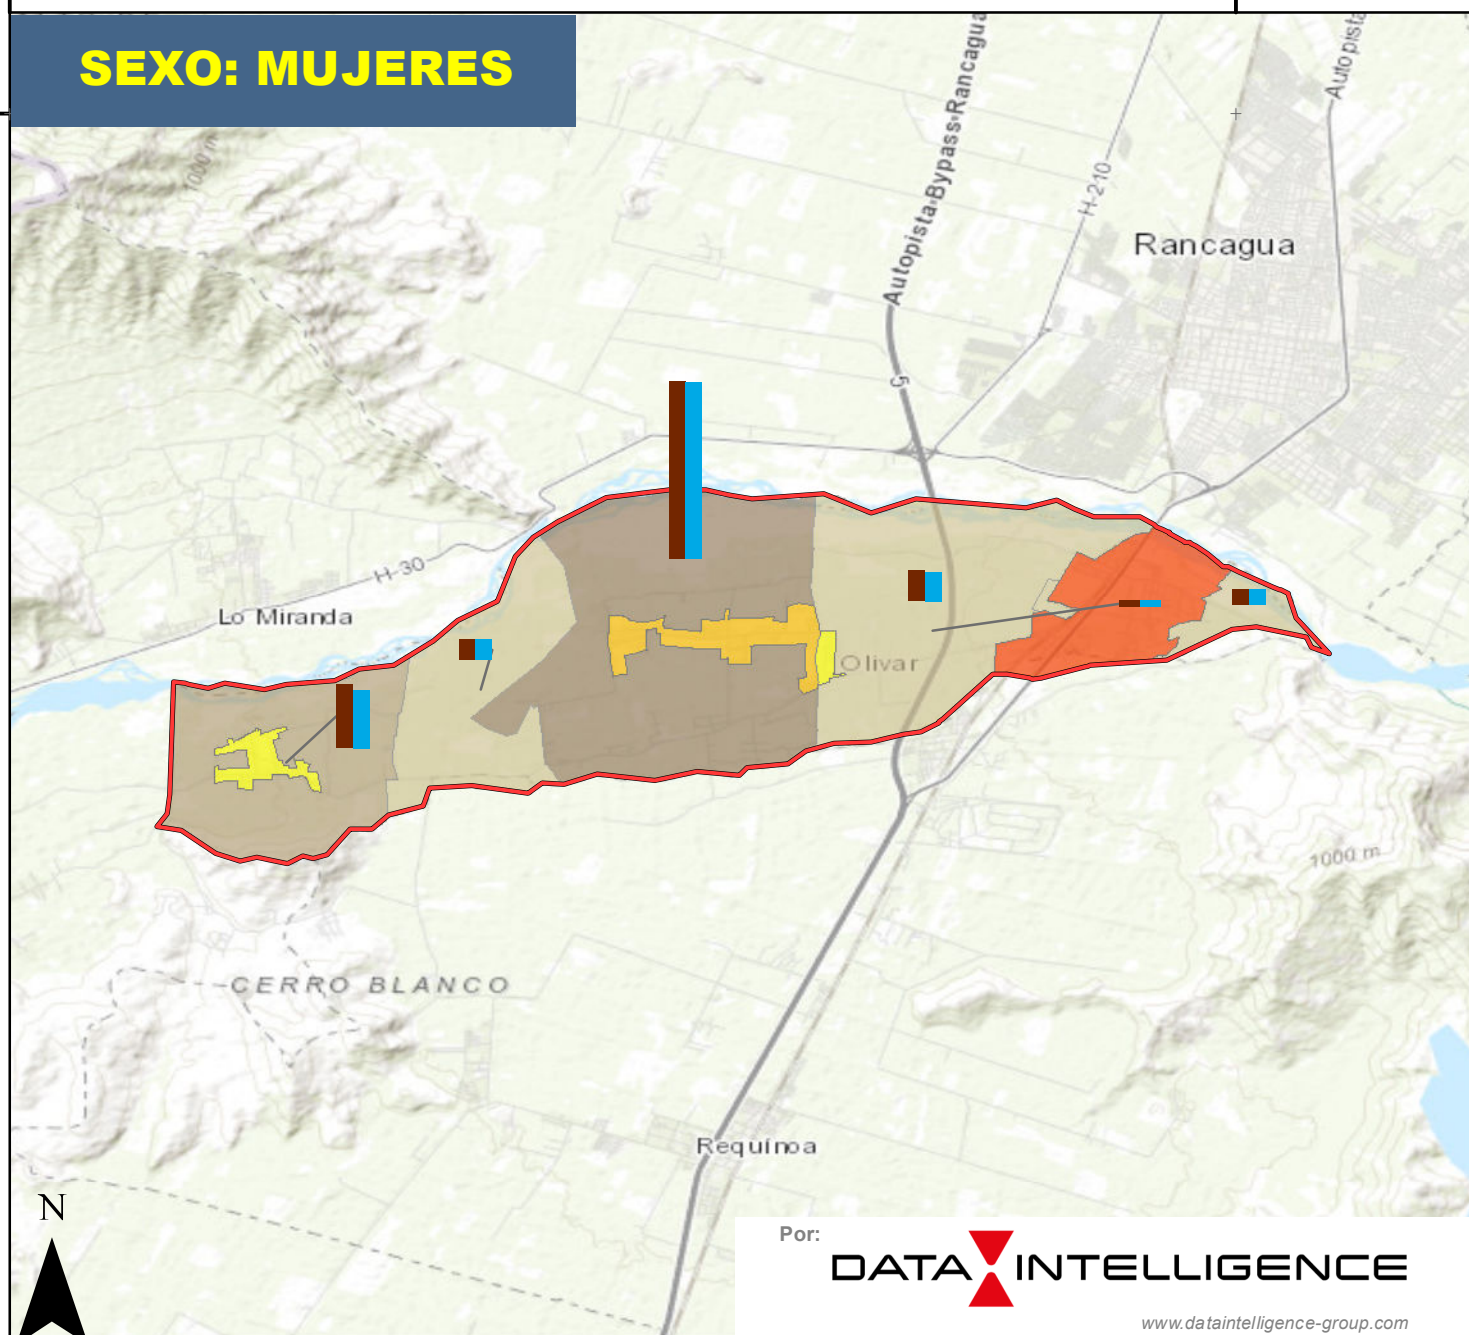 SEXO: MUJERES
Autopista-Bypass-Rancagua
Autopista
1000 m
H-210
Rancagua
5
H-30
Lo Miranda
Olivar
1000 m
CERRO BLANCO
Requínoa
N
Por:
DATA INTELLIGENCE
www.dataintelligence-group.com